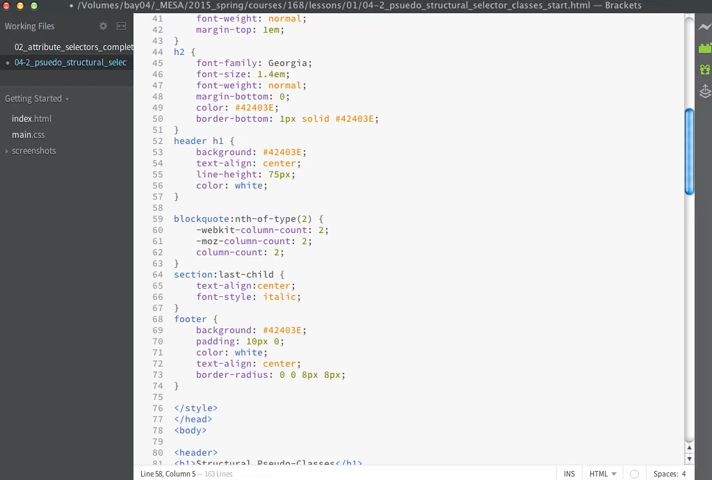 • /Volumes/bay04/_MESA/2015_spring/courses/168/lessons/01/04-2_psuedo_structural_selector_classes_start.html — Brackets
Working Files
02_attribute_selectors_complet
• 04-2_psuedo_structural_selec
Getting Started
index.html
main.css
screenshots
41 font-weight: normal;
42 margin-top: 1em;
43 }
44 h2 {
45 font-family: Georgia;
46 font-size: 1.4em;
47 font-weight: normal;
48 margin-bottom: 0;
49 color: #42403E;
50 border-bottom: 1px solid #42403E;
51 }
52 header h1 {
53 background: #42403E;
54 text-align: center;
55 line-height: 75px;
56 color: white;
57 }
58
59 blockquote:nth-of-type(2) {
60 -webkit-column-count: 2;
61 -moz-column-count: 2;
62 column-count: 2;
63 }
64 section:last-child {
65 text-align:center;
66 font-style: italic;
67 }
68 footer {
69 background: #42403E;
70 padding: 10px 0;
71 color: white;
72 text-align: center;
73 border-radius: 0 0 8px 8px;
74 }
75
76 </style>
77 </head>
78 <body>
79
80 <header>
81 <h1>Structural Pseudo-Classes</h1>
Line 58, Column 5 — 163 Lines
INS
HTML
Spaces: 4